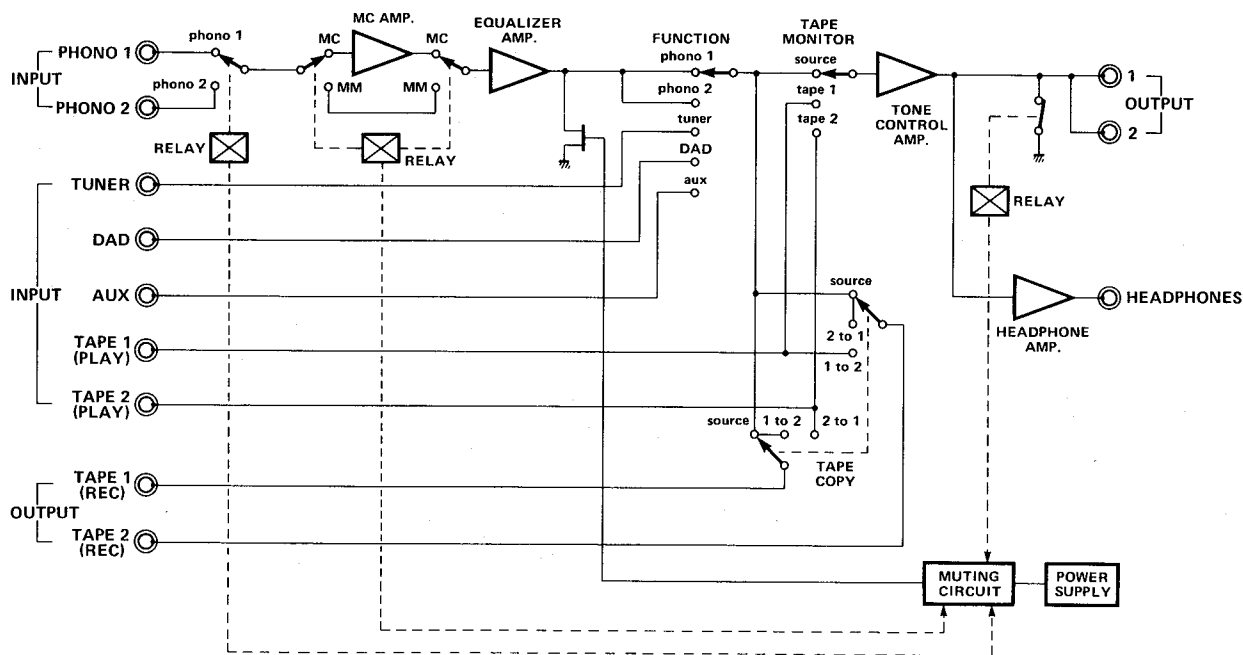 PHONO 1
INPUT
PHONO 2
phono 1
phono 2
RELAY
MC AMP.
MC
MC
MM
MM
RELAY
EQUALIZER
AMP.
FUNCTION
phono 1
phono 2
tuner
DAD
aux
TAPE
MONITOR
source
tape 1
tape 2
TONE
CONTROL
AMP.
1
OUTPUT
2
RELAY
HEADPHONES
HEADPHONE
AMP.
INPUT
TUNER
DAD
AUX
TAPE 1
(PLAY)
TAPE 2
(PLAY)
source
2 to 1
1 to 2
source
1 to 2
2 to 1
TAPE
COPY
OUTPUT
TAPE 1
(REC)
TAPE 2
(REC)
MUTING
CIRCUIT
POWER
SUPPLY